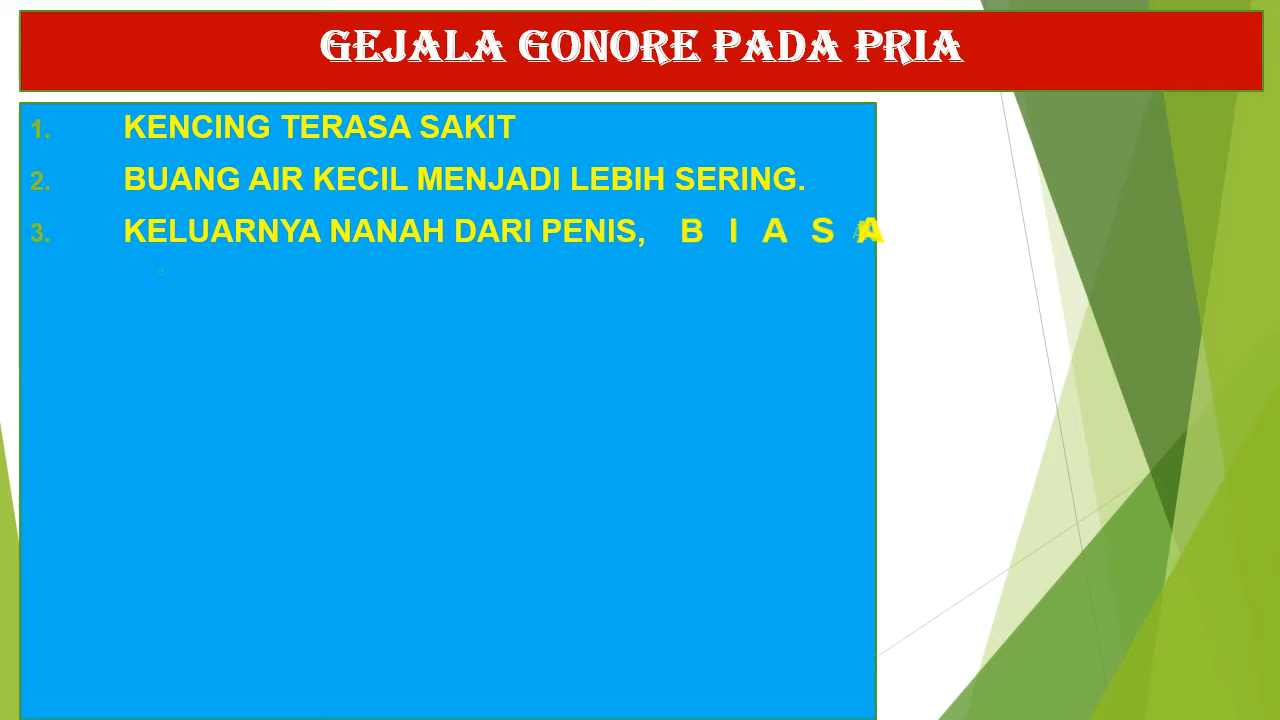 GEJALA GONORE PADA PRIA
1. KENCING TERASA SAKIT
2. BUANG AIR KECIL MENJADI LEBIH SERING.
3. KELUARNYA NANAH DARI PENIS, B I A S A
B